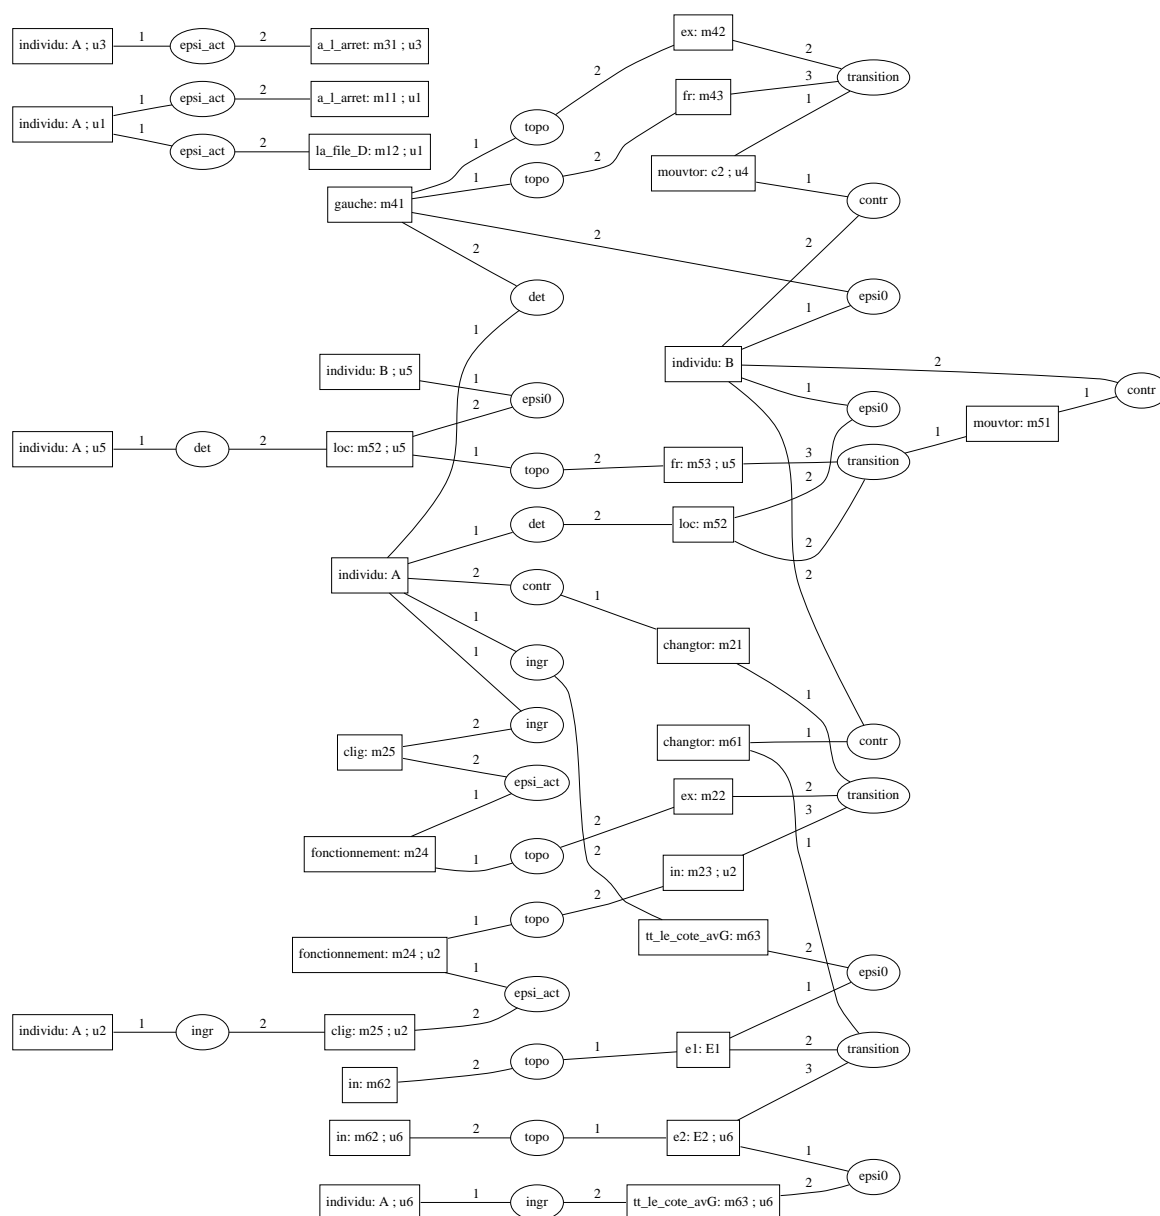 individu: A ; u3
1
epsi_act
2
a_l_arret: m31 ; u3
ex: m42
2
transition
individu: A ; u1
1
epsi_act
2
a_l_arret: m11 ; u1
1
epsi_act
2
la_file_D: m12 ; u1
2
fr: m43
3
1
topo
1
2
mouvtor: c2 ; u4
1
contr
gauche: m41
1
topo
2
2
2
det
epsi0
1
1
individu: B ; u5
1
epsi0
2
individu: B
2
contr
1
epsi0
1
mouvtor: m51
individu: A ; u5
1
det
2
loc: m52 ; u5
1
topo
2
fr: m53 ; u5
3
transition
1
2
1
det
2
loc: m52
2
individu: A
2
contr
1
2
changtor: m21
1
1
ingr
1
ingr
2
clig: m25
2
epsi_act
1
changtor: m61
1
contr
ex: m22
2
transition
3
fonctionnement: m24
1
topo
2
2
1
in: m23 ; u2
topo
2
1
fonctionnement: m24 ; u2
tt_le_cote_avG: m63
2
epsi0
1
epsi_act
1
individu: A ; u2
1
ingr
2
clig: m25 ; u2
2
e1: E1
2
transition
in: m62
2
topo
1
3
in: m62 ; u6
2
topo
1
e2: E2 ; u6
1
epsi0
individu: A ; u6
1
ingr
2
tt_le_cote_avG: m63 ; u6
2